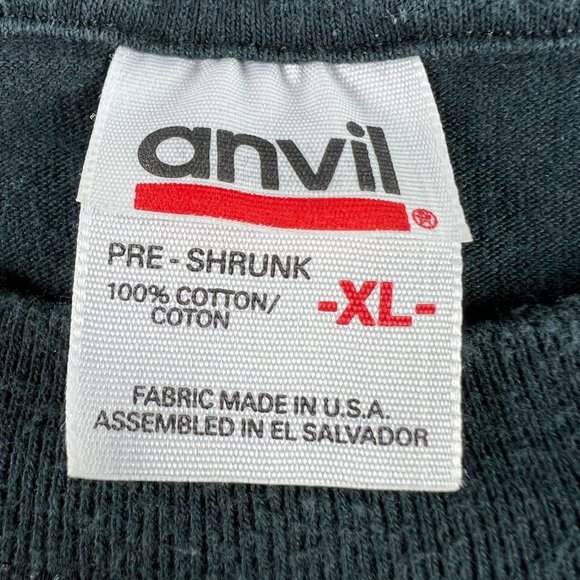 anvil ®
PRE-SHRUNK
100% COTTON/
COTON
-XL-
FABRIC MADE IN U.S.A.
ASSEMBLED IN EL SALVADOR